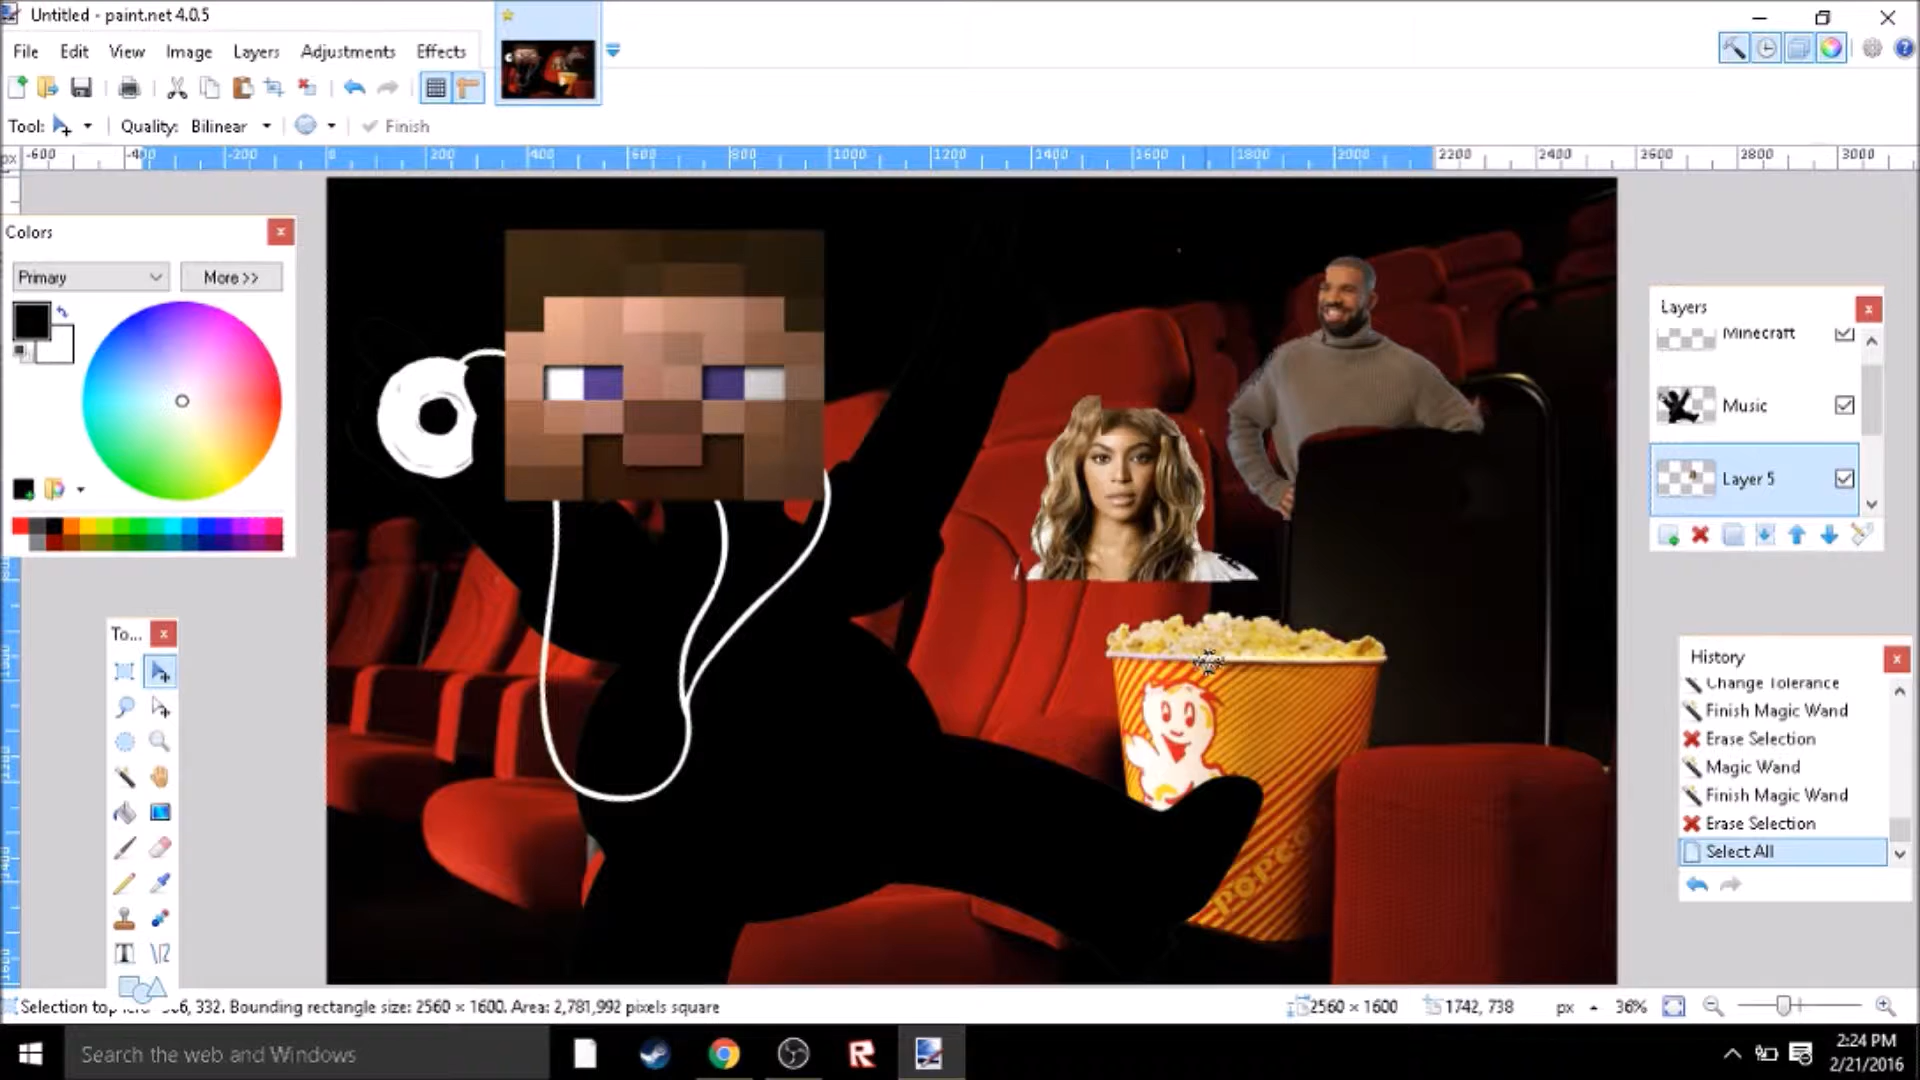 Untitled - paint.net 4.0.5
File Edit View Image Layers Adjustments Effects
Tool: Quality: Bilinear Finish
px -600 -400 -200 0 200 400 600 800 1000 1200 1400 1600 1800 2000 2200 2400 2600 2800 3000
Colors
Primary More >>
To...
Layers
Minecraft
Music
Layer 5
History
Change Tolerance
Finish Magic Wand
Erase Selection
Magic Wand
Finish Magic Wand
Erase Selection
Select All
POPCO
Bounding rectangle size: 2560 × 1600. Area: 2,781,992 pixels square
2560 × 1600 1742, 738 px 36%
Search the web and Windows
2:24 PM
2/21/2016